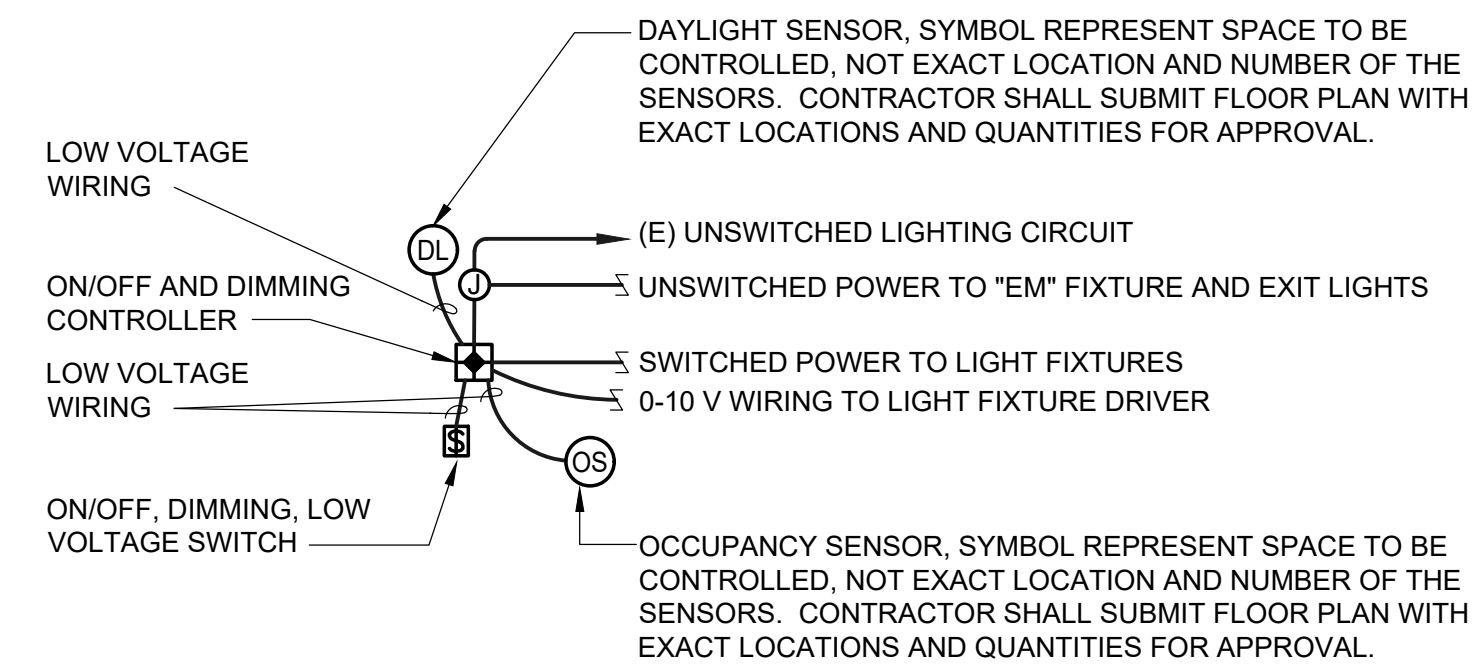 DAYLIGHT SENSOR, SYMBOL REPRESENT SPACE TO BE
CONTROLLED, NOT EXACT LOCATION AND NUMBER OF THE
SENSORS.  CONTRACTOR SHALL SUBMIT FLOOR PLAN WITH
EXACT LOCATIONS AND QUANTITIES FOR APPROVAL.
LOW VOLTAGE
WIRING
DL
(E) UNSWITCHED LIGHTING CIRCUIT
J
UNSWITCHED POWER TO "EM" FIXTURE AND EXIT LIGHTS
ON/OFF AND DIMMING
CONTROLLER
SWITCHED POWER TO LIGHT FIXTURES
LOW VOLTAGE
WIRING
0-10 V WIRING TO LIGHT FIXTURE DRIVER
$
OS
ON/OFF, DIMMING, LOW
VOLTAGE SWITCH
OCCUPANCY SENSOR, SYMBOL REPRESENT SPACE TO BE
CONTROLLED, NOT EXACT LOCATION AND NUMBER OF THE
SENSORS.  CONTRACTOR SHALL SUBMIT FLOOR PLAN WITH
EXACT LOCATIONS AND QUANTITIES FOR APPROVAL.